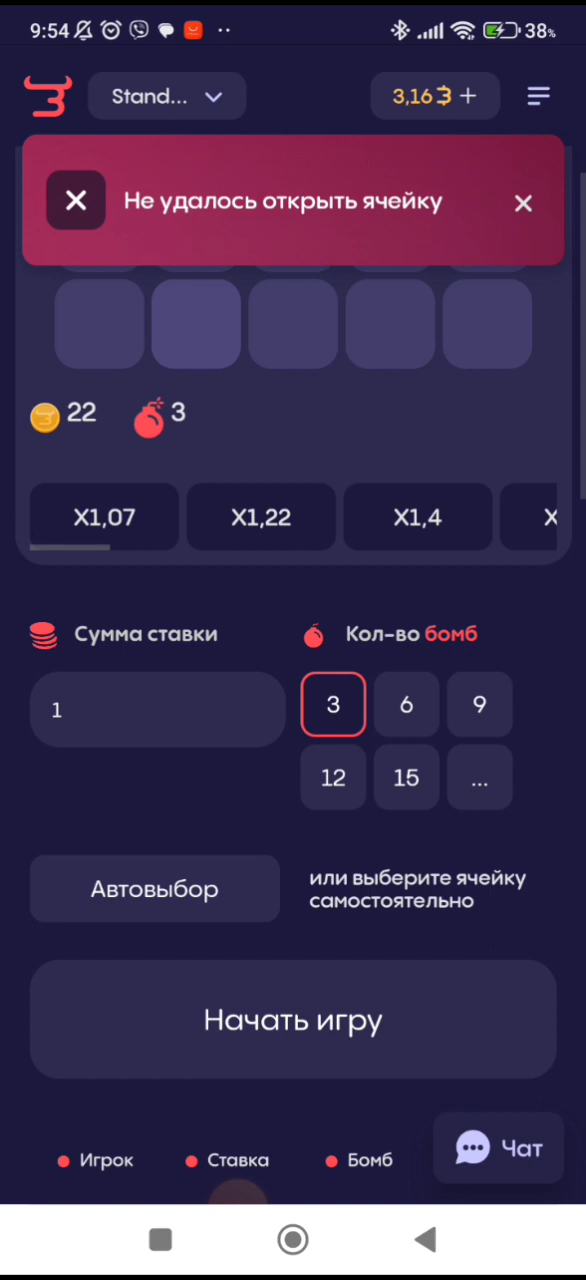 9:54
38%
Stand...
3,16 +
Не удалось открыть ячейку
22
3
X1,07
X1,22
X1,4
X
Сумма ставки
Кол-во бомб
1
3
6
9
12
15
...
Автовыбор
или выберите ячейку
самостоятельно
Начать игру
Игрок
Ставка
Бомб
Чат